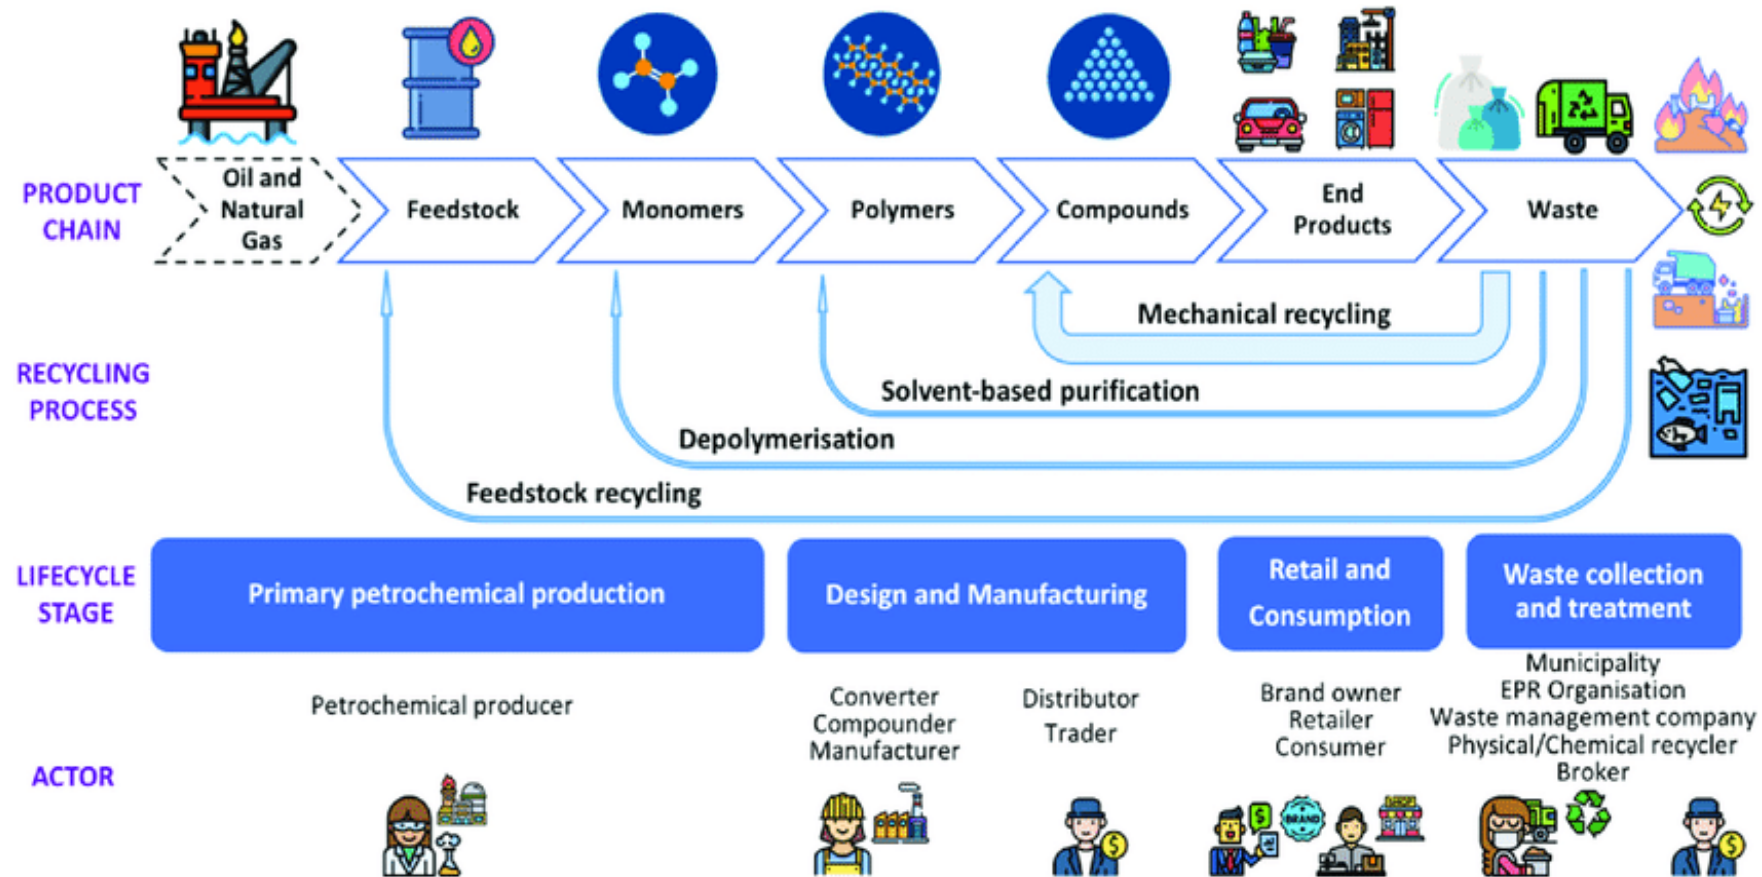 PRODUCT
CHAIN
Oil and
Natural
Gas
Feedstock
Monomers
Polymers
Compounds
End
Products
Waste
RECYCLING
PROCESS
Mechanical recycling
Solvent-based purification
Depolymerisation
Feedstock recycling
LIFECYCLE
STAGE
Primary petrochemical production
Design and Manufacturing
Retail and
Consumption
Waste collection
and treatment
ACTOR
Petrochemical producer
Converter
Compounder
Manufacturer
Distributor
Trader
Brand owner
Retailer
Consumer
Municipality
EPR Organisation
Waste management company
Physical/Chemical recycler
Broker
$
$
BRAND
$